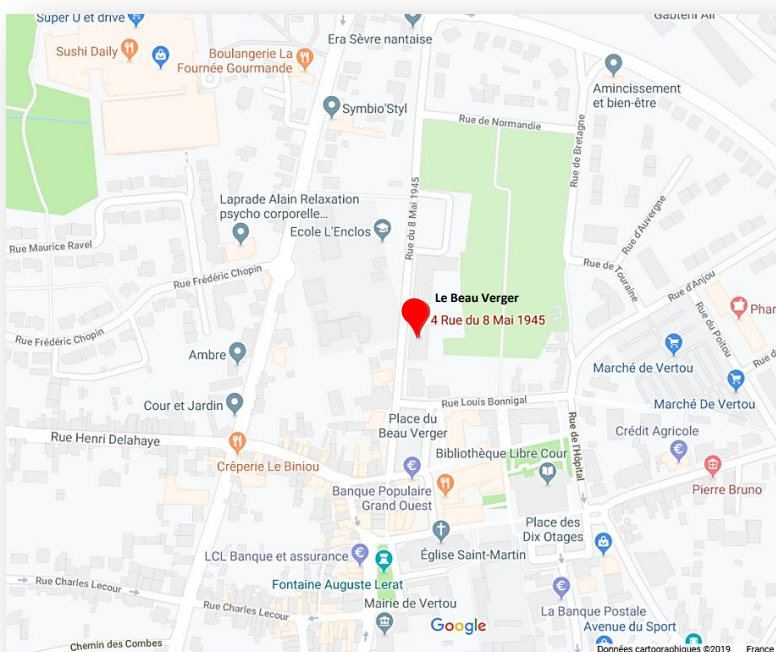 Super U et drive
Sushi Daily
Boulangerie La
Fournée Gourmande
Era Sèvre nantaise
Amincissement
et bien-être
Symbio'Styl
Rue de Normandie
Rue de Bretagne
Rue du 8 Mai 1945
Laprade Alain Relaxation
psycho corporelle...
Ecole L'Enclos
Rue d'Auvergne
Rue Maurice Ravel
Rue Frédéric Chopin
Rue de Touraine
Rue d'Anjou
Le Beau Verger
4 Rue du 8 Mai 1945
Rue du Poitou
Phar
Rue Frédéric Chopin
Ambre
Marché de Vertou
Rue d
Cour et Jardin
Rue Louis Bonnigal
Marché De Vertou
Place du
Beau Verger
Rue de l'Hôpital
Crédit Agricole
Rue Henri Delahaye
Crêperie Le Biniou
Bibliothèque Libre Cour
Banque Populaire
Grand Ouest
Pierre Bruno
Place des
Dix Otages
LCL Banque et assurance
Église Saint-Martin
Fontaine Auguste Lerat
Rue Charles Lecour
Rue Charles Lecour
Mairie de Vertou
La Banque Postale
Google
Avenue du Sport
Chemin des Combes
Données cartographiques ©2019 France